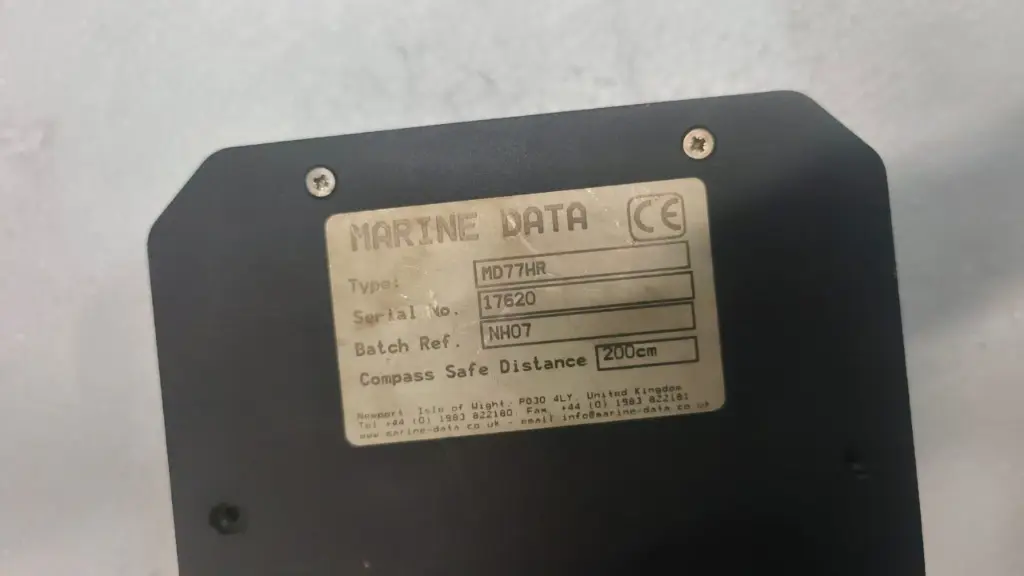 MARINE DATA CE
Type: MD77HR
Serial No. 17620
Batch Ref. NH07
Compass Safe Distance 200cm
Newport, Isle of Wight, PO30 4LY, United Kingdom
Tel +44 (0) 1983 822180 Fax +44 (0) 1983 822181
www.marine-data.co.uk - email info@marine-data.co.uk